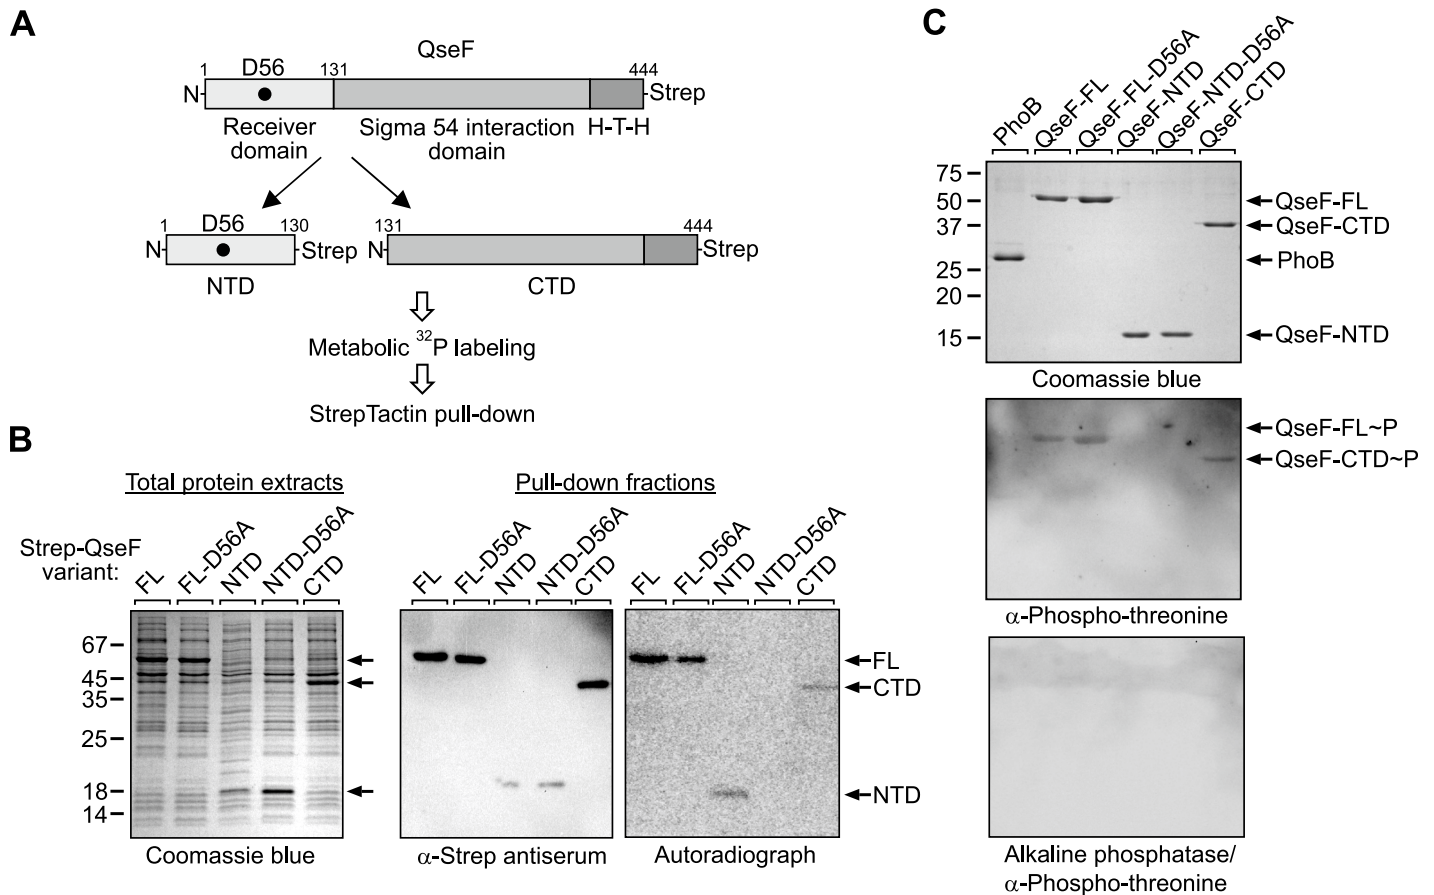 A
QseF
1 D56 131 444
N Strep
Receiver domain
Sigma 54 interaction domain
H-T-H
1 D56 130
N Strep
NTD
131 444
N Strep
CTD
Metabolic 32P labeling
StrepTactin pull-down
B
Total protein extracts
Pull-down fractions
Strep-QseF variant:
FL FL-D56A NTD NTD-D56A CTD
FL FL-D56A NTD NTD-D56A CTD
FL FL-D56A NTD NTD-D56A CTD
67
45
35
25
18
14
FL
CTD
NTD
Coomassie blue
α-Strep antiserum
Autoradiograph
C
PhoB QseF-FL QseF-FL-D56A QseF-NTD QseF-NTD-D56A QseF-CTD
75
50
37
25
20
15
QseF-FL
QseF-CTD
PhoB
QseF-NTD
Coomassie blue
QseF-FL~P
QseF-CTD~P
α-Phospho-threonine
Alkaline phosphatase/
α-Phospho-threonine